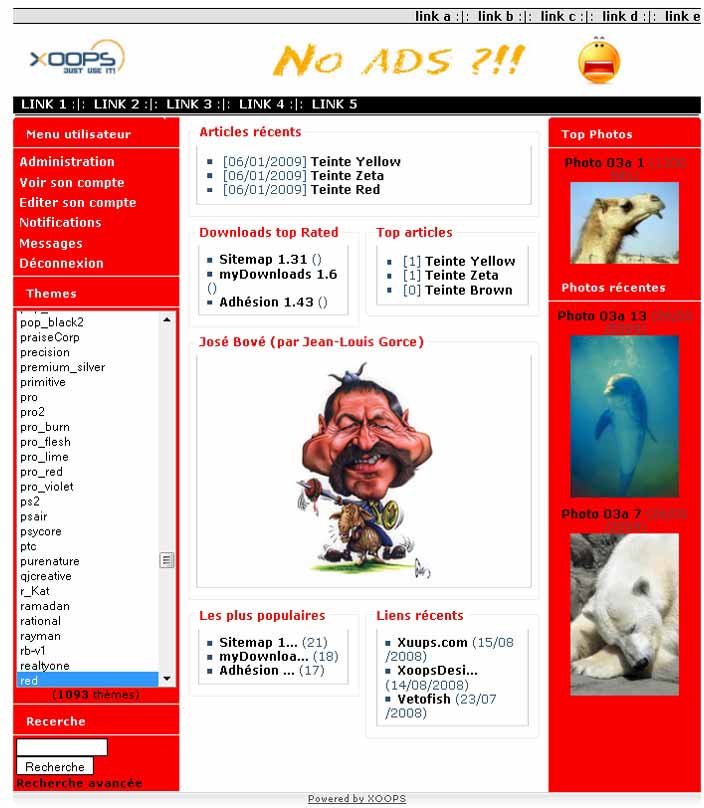 link a :|: link b :|: link c :|: link d :|: link e
XOOPS
JUST USE IT!
No ADS ?!!
LINK 1 :|: LINK 2 :|: LINK 3 :|: LINK 4 :|: LINK 5
Menu utilisateur
Administration
Voir son compte
Editer son compte
Notifications
Messages
Déconnexion
Themes
pop_black2
praiseCorp
precision
premium_silver
primitive
pro
pro2
pro_burn
pro_flesh
pro_lime
pro_red
pro_violet
ps2
psair
psycore
ptc
purenature
qjcreative
r_Kat
ramadan
rational
rayman
rb-v1
realtyone
red
(1093 thèmes)
Recerche
Recherche
Recherche avancée
Articles récents
[06/01/2009] Teinte Yellow
[06/01/2009] Teinte Zeta
[06/01/2009] Teinte Red
Downloads top Rated
Sitemap 1.31 ()
myDownloads 1.6
()
Adhésion 1.43 ()
Top articles
[1] Teinte Yellow
[1] Teinte Zeta
[0] Teinte Brown
José Bové (par Jean-Louis Gorce)
Les plus populaires
Sitemap 1... (21)
myDownloa... (18)
Adhésion ... (17)
Liens récents
Xuups.com (15/08
/2008)
XoopsDesi...
(14/08/2008)
Vetofish (23/07
/2008)
Top Photos
Photo 03a 1
Photos récentes
Photo 03a 13
Photo 03a 7
Powered by XOOPS